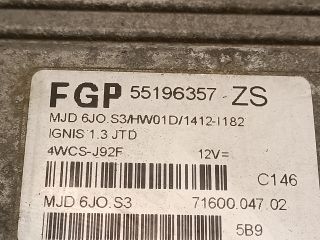 FGP 55196357 ZS
MJD 6JO.S3/HW01D/1412-I182
IGNIS 1.3 JTD
4WCS-J92F 12V=
C146
MJD 6JO.S3 71600.047.02
5B9